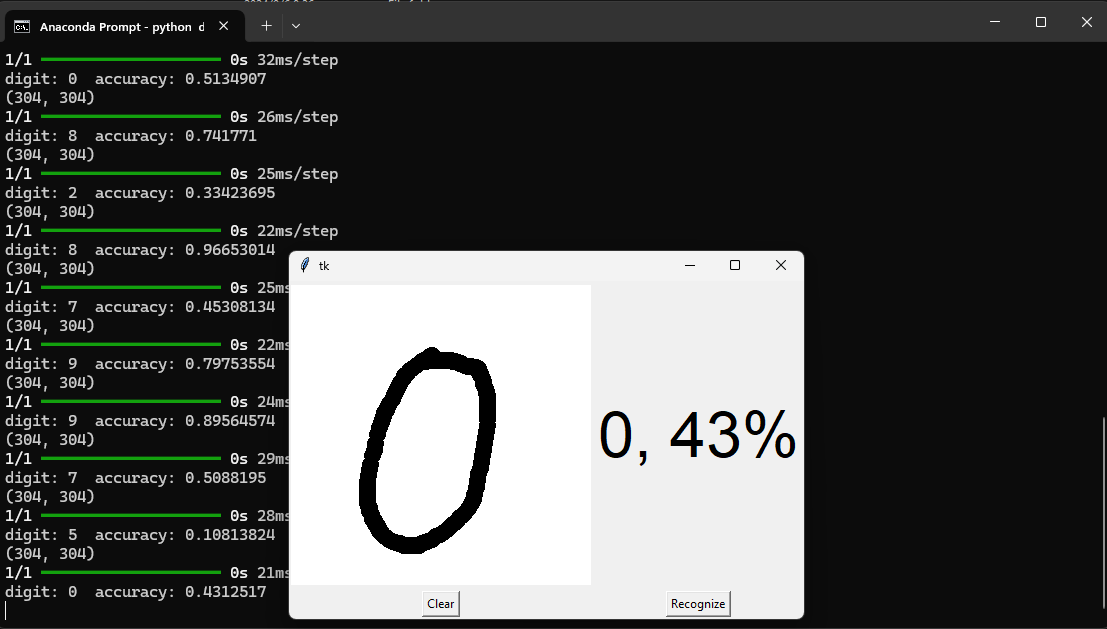 Anaconda Prompt - python d
1/1 0s 32ms/step
digit: 0 accuracy: 0.5134907
(304, 304)
1/1 0s 26ms/step
digit: 8 accuracy: 0.741771
(304, 304)
1/1 0s 25ms/step
digit: 2 accuracy: 0.33423695
(304, 304)
1/1 0s 22ms/step
digit: 8 accuracy: 0.96653014
(304, 304)
1/1 0s 25ms
digit: 7 accuracy: 0.45308134
(304, 304)
1/1 0s 22ms
digit: 9 accuracy: 0.79753554
(304, 304)
1/1 0s 24ms
digit: 9 accuracy: 0.89564574
(304, 304)
1/1 0s 29ms
digit: 7 accuracy: 0.5088195
(304, 304)
1/1 0s 28ms
digit: 5 accuracy: 0.10813824
(304, 304)
1/1 0s 21ms
digit: 0 accuracy: 0.4312517
tk
0
0, 43%
Clear
Recognize